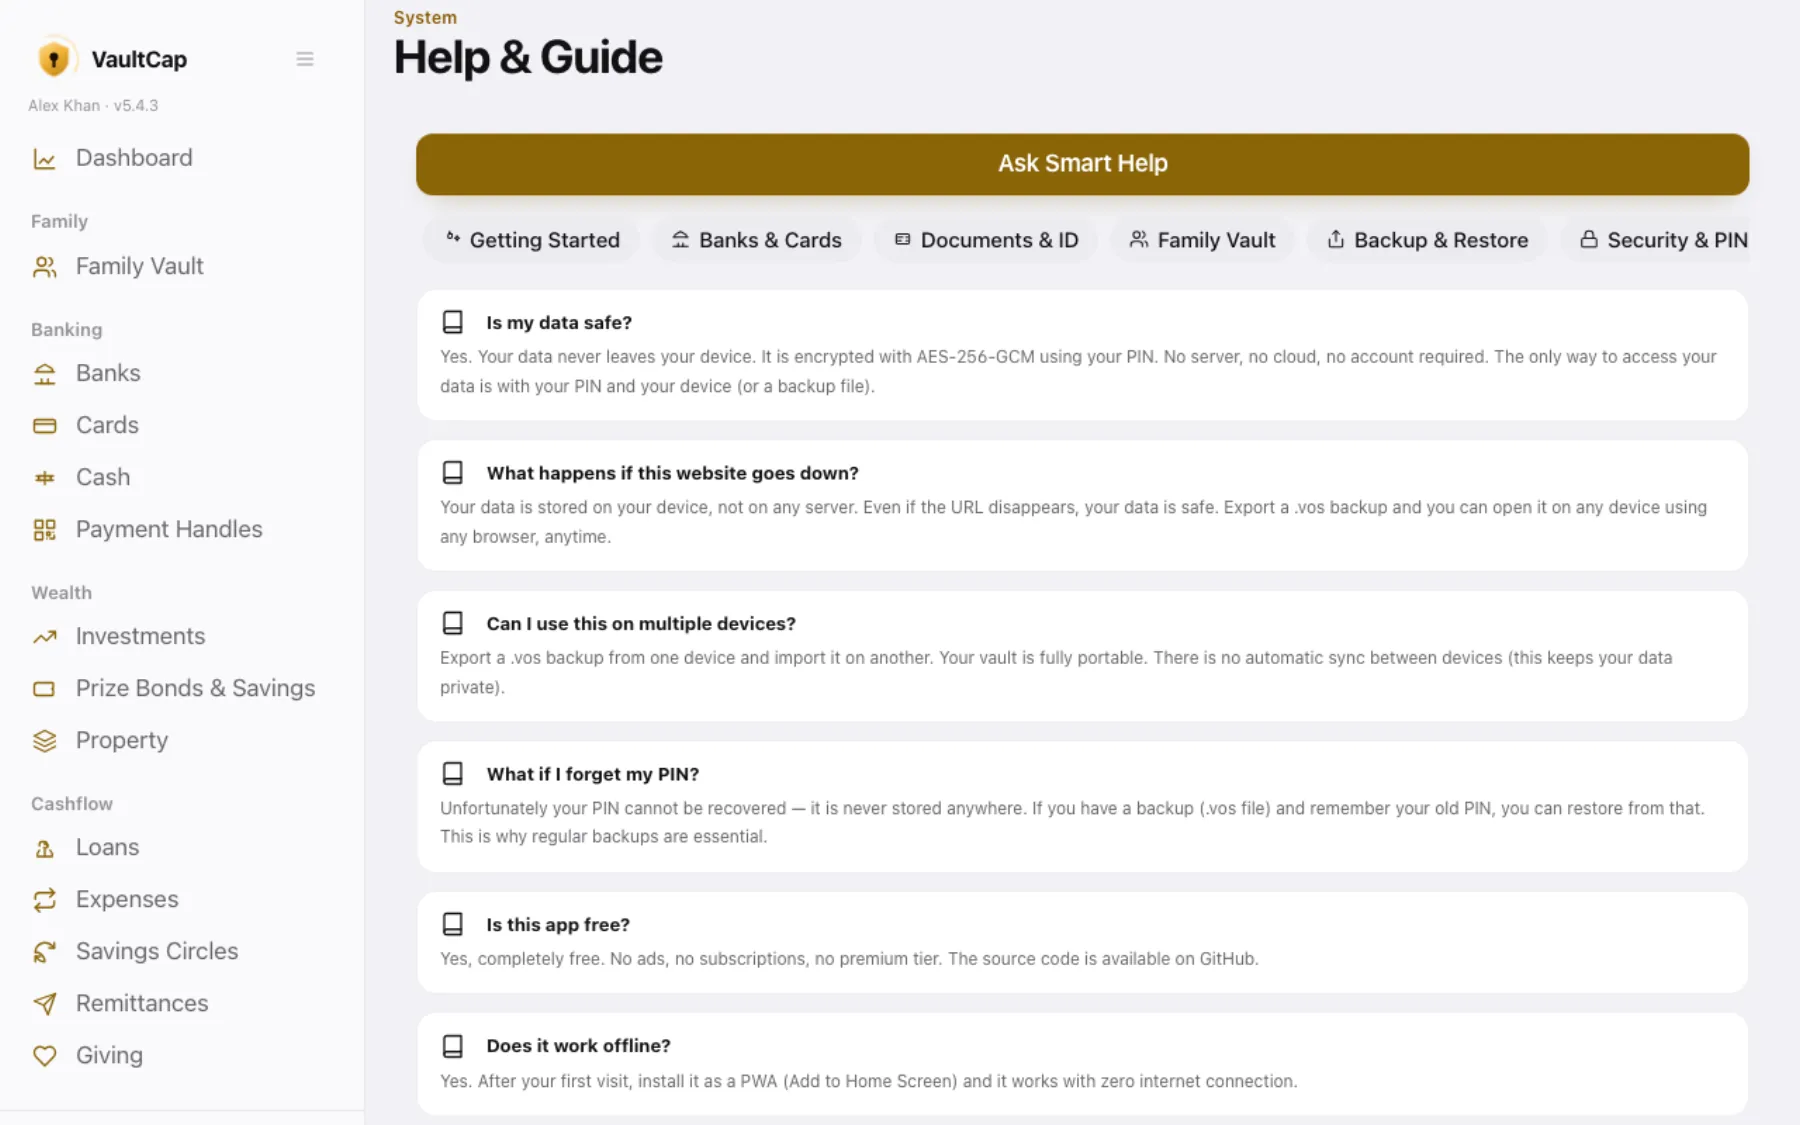 VaultCap
Alex Khan · v5.4.3
Dashboard
Family
Family Vault
Banking
Banks
Cards
Cash
Payment Handles
Wealth
Investments
Prize Bonds & Savings
Property
Cashflow
Loans
Expenses
Savings Circles
Remittances
Giving
System
Help & Guide
Ask Smart Help
Getting Started
Banks & Cards
Documents & ID
Family Vault
Backup & Restore
Security & PIN
Is my data safe?
Yes. Your data never leaves your device. It is encrypted with AES-256-GCM using your PIN. No server, no cloud, no account required. The only way to access your
data is with your PIN and your device (or a backup file).
What happens if this website goes down?
Your data is stored on your device, not on any server. Even if the URL disappears, your data is safe. Export a .vos backup and you can open it on any device using
any browser, anytime.
Can I use this on multiple devices?
Export a .vos backup from one device and import it on another. Your vault is fully portable. There is no automatic sync between devices (this keeps your data
private).
What if I forget my PIN?
Unfortunately your PIN cannot be recovered — it is never stored anywhere. If you have a backup (.vos file) and remember your old PIN, you can restore from that.
This is why regular backups are essential.
Is this app free?
Yes, completely free. No ads, no subscriptions, no premium tier. The source code is available on GitHub.
Does it work offline?
Yes. After your first visit, install it as a PWA (Add to Home Screen) and it works with zero internet connection.